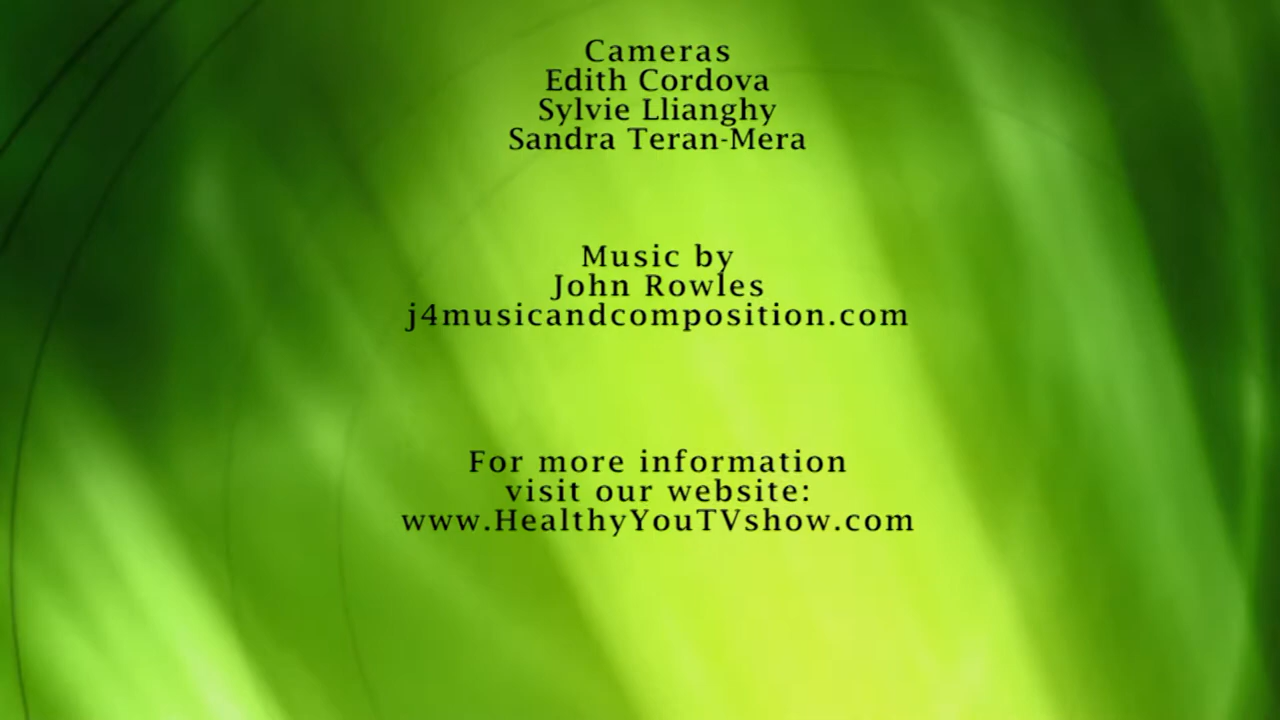 Cameras
Edith Cordova
Sylvie Llianghy
Sandra Teran-Mera
Music by
John Rowles
j4musicandcomposition.com
For more information
visit our website:
www.HealthyYouTVshow.com